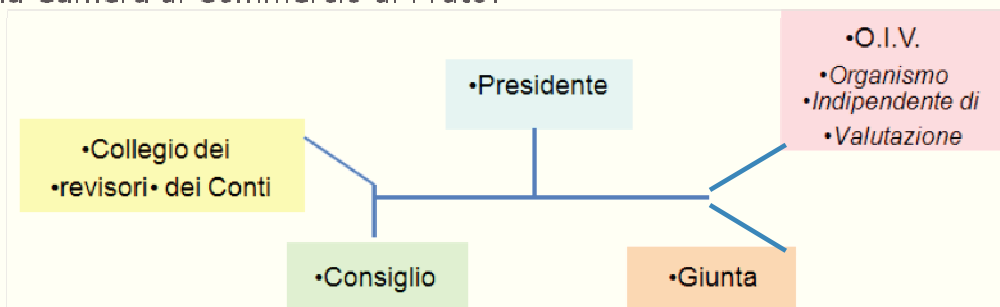 •Presidente
•O.I.V.
•Organismo
•Indipendente di
•Valutazione
•Collegio dei
•revisori• dei Conti
•Consiglio
•Giunta